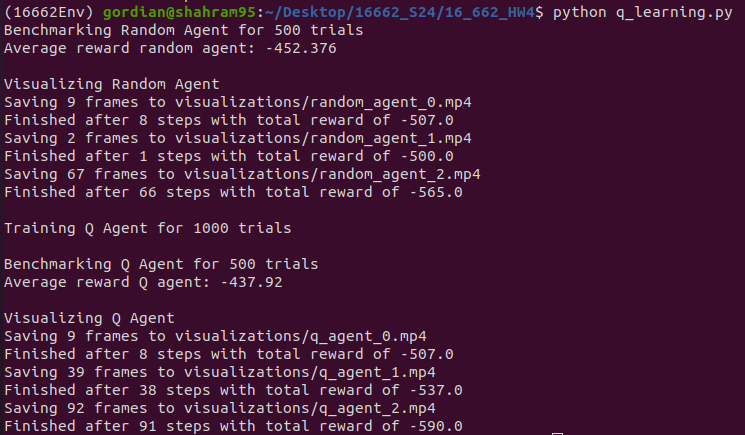 (16662Env) gordian@shahram95:~/Desktop/16662_S24/16_662_HW4$ python q_learning.py
Benchmarking Random Agent for 500 trials
Average reward random agent: -452.376
Visualizing Random Agent
Saving 9 frames to visualizations/random_agent_0.mp4
Finished after 8 steps with total reward of -507.0
Saving 2 frames to visualizations/random_agent_1.mp4
Finished after 1 steps with total reward of -500.0
Saving 67 frames to visualizations/random_agent_2.mp4
Finished after 66 steps with total reward of -565.0
Training Q Agent for 1000 trials
Benchmarking Q Agent for 500 trials
Average reward Q agent: -437.92
Visualizing Q Agent
Saving 9 frames to visualizations/q_agent_0.mp4
Finished after 8 steps with total reward of -507.0
Saving 39 frames to visualizations/q_agent_1.mp4
Finished after 38 steps with total reward of -537.0
Saving 92 frames to visualizations/q_agent_2.mp4
Finished after 91 steps with total reward of -590.0